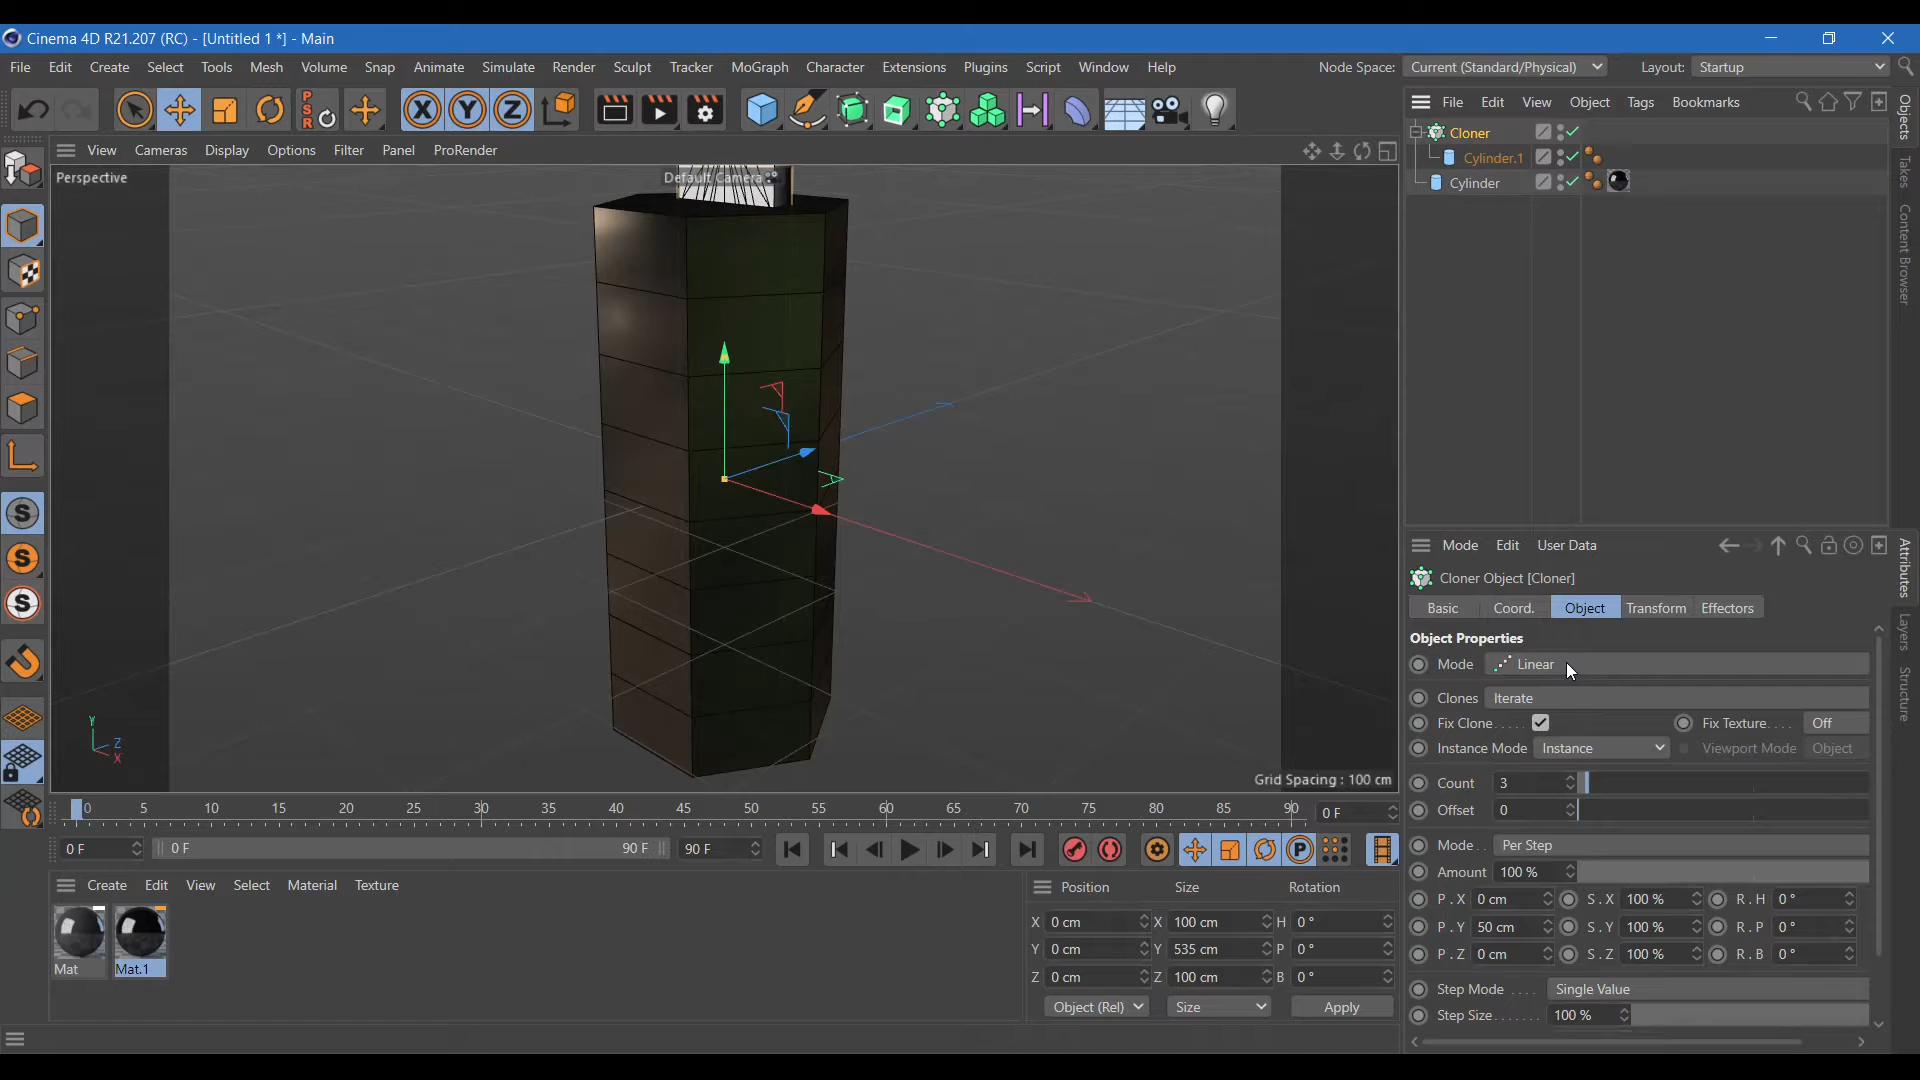 Cinema 4D R21.207 (RC) - [Untitled 1 *] - Main
File Edit Create Select Tools Mesh Volume Snap Animate Simulate Render Sculpt Tracker MoGraph Character Extensions Plugins Script Window Help Node Space: Current (Standard/Physical) Layout: Startup
PSR X Y Z
File Edit View Object Tags Bookmarks
View Cameras Display Options Filter Panel ProRender
Perspective
Default Camera
Cloner
Cylinder.1
Cylinder
Objects
Takes
Content Browser
S
S
S
Y
Z
X
Grid Spacing : 100 cm
Mode Edit User Data
Cloner Object [Cloner]
Basic Coord. Object Transform Effectors
Object Properties
Mode Linear
Clones Iterate
Fix Clone..... Fix Texture.... Off
Instance Mode Instance Viewport Mode Object
Count 3
Offset 0
Mode.. Per Step
Amount 100 %
P . X 0 cm S . X 100 % R . H 0 °
P . Y 50 cm S . Y 100 % R . P 0 °
P . Z 0 cm S . Z 100 % R . B 0 °
Step Mode .... Single Value
Step Size....... 100 %
Attributes
Layers
Structure
0 5 10 15 20 25 30 35 40 45 50 55 60 65 70 75 80 85 90 0 F
0 F 0 F 90 F 90 F P
Create Edit View Select Material Texture
Mat Mat.1
Position Size Rotation
X 0 cm X 100 cm H 0 °
Y 0 cm Y 535 cm P 0 °
Z 0 cm Z 100 cm B 0 °
Object (Rel) Size Apply